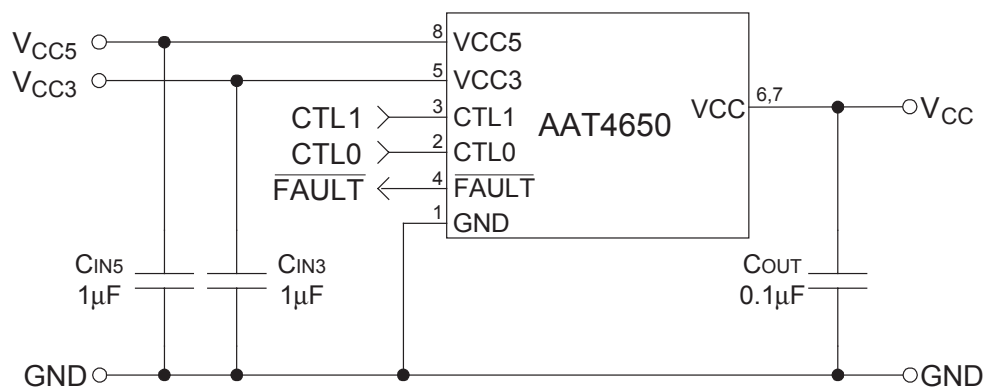 VCC5
VCC3
8
VCC5
5
VCC3
CTL1
3
CTL1
CTL0
2
CTL0
FAULT
4
FAULT
1
GND
AAT4650
VCC
6,7
VCC
CIN5
1μF
CIN3
1μF
COUT
0.1μF
GND
GND